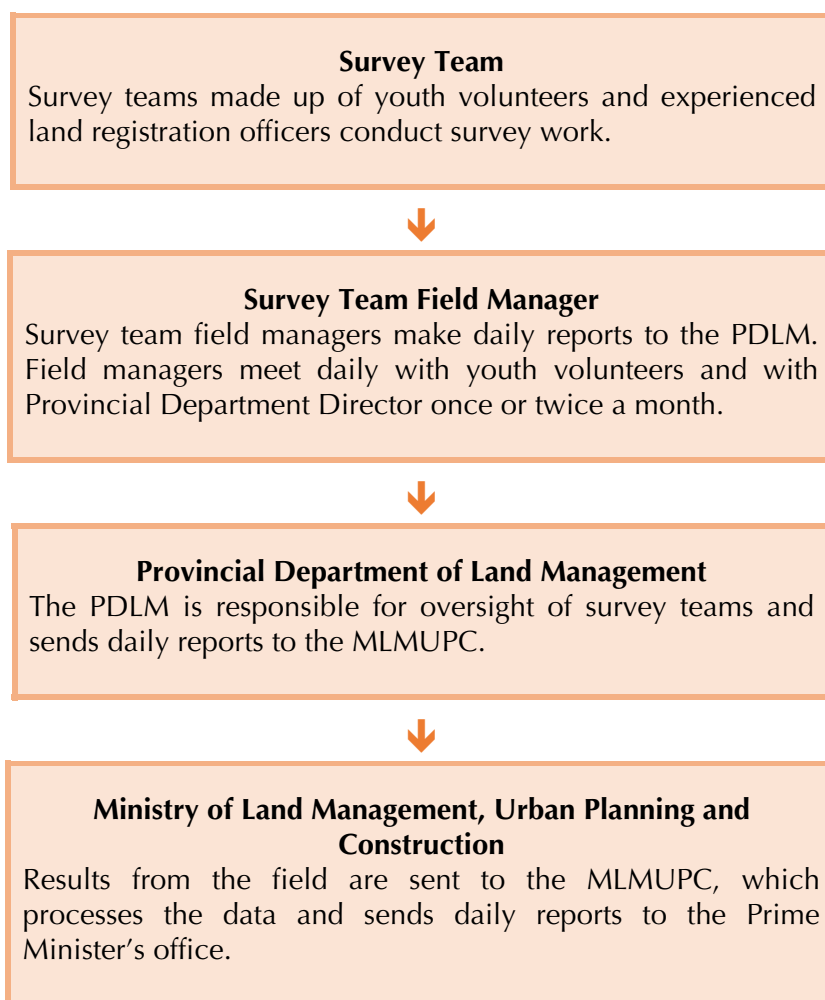 Survey Team
Survey teams made up of youth volunteers and experienced
land registration officers conduct survey work.
Survey Team Field Manager
Survey team field managers make daily reports to the PDLM.
Field managers meet daily with youth volunteers and with
Provincial Department Director once or twice a month.
Provincial Department of Land Management
The PDLM is responsible for oversight of survey teams and
sends daily reports to the MLMUPC.
Ministry of Land Management, Urban Planning and
Construction
Results from the field are sent to the MLMUPC, which
processes the data and sends daily reports to the Prime
Minister’s office.